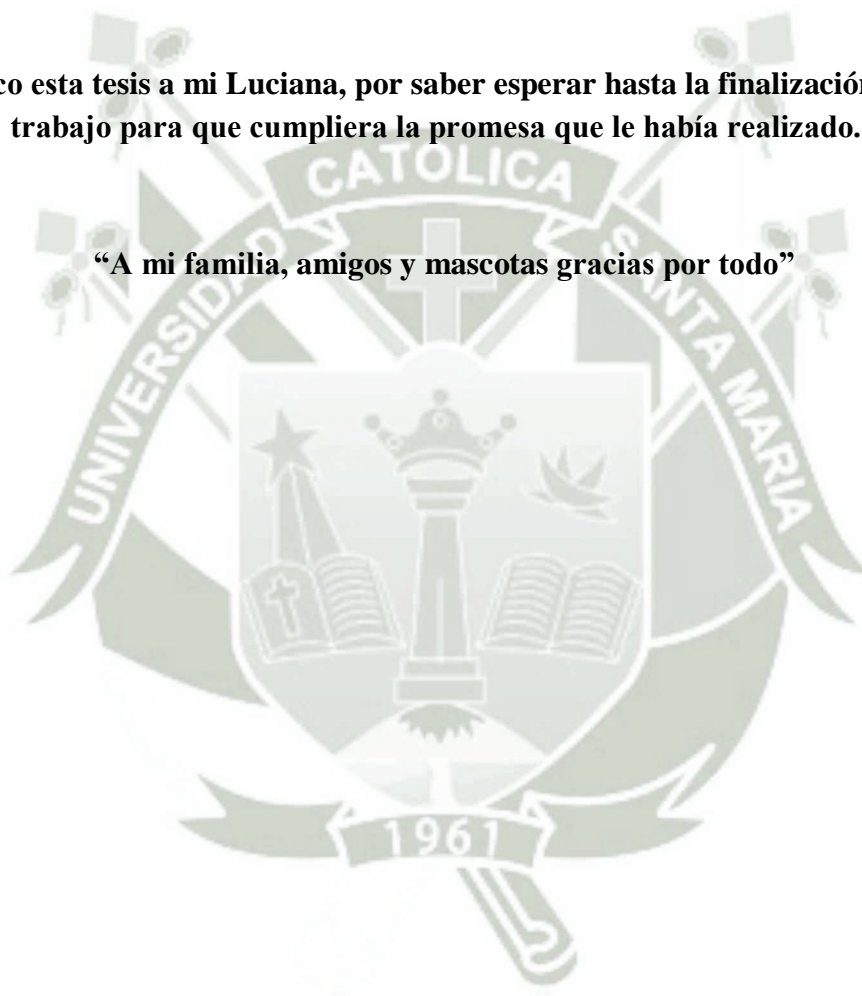 co esta tesis a mi Luciana, por saber esperar hasta la finalización
trabajo para que cumpliera la promesa que le había realizado.
“A mi familia, amigos y mascotas gracias por todo”
UNIVERSIDAD CATÓLICA SANTA MARIA
1961